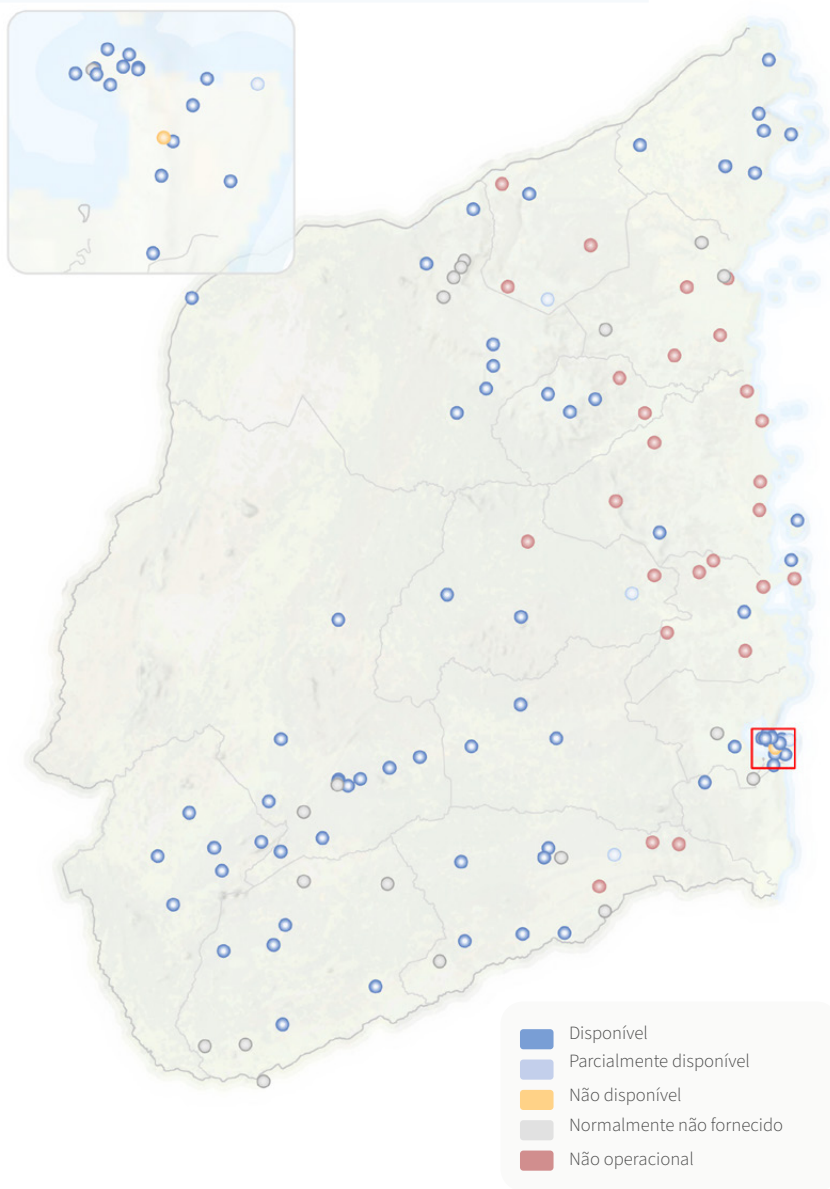 Disponível
Parcialmente disponível
Não disponível
Normalmente não fornecido
Não operacional